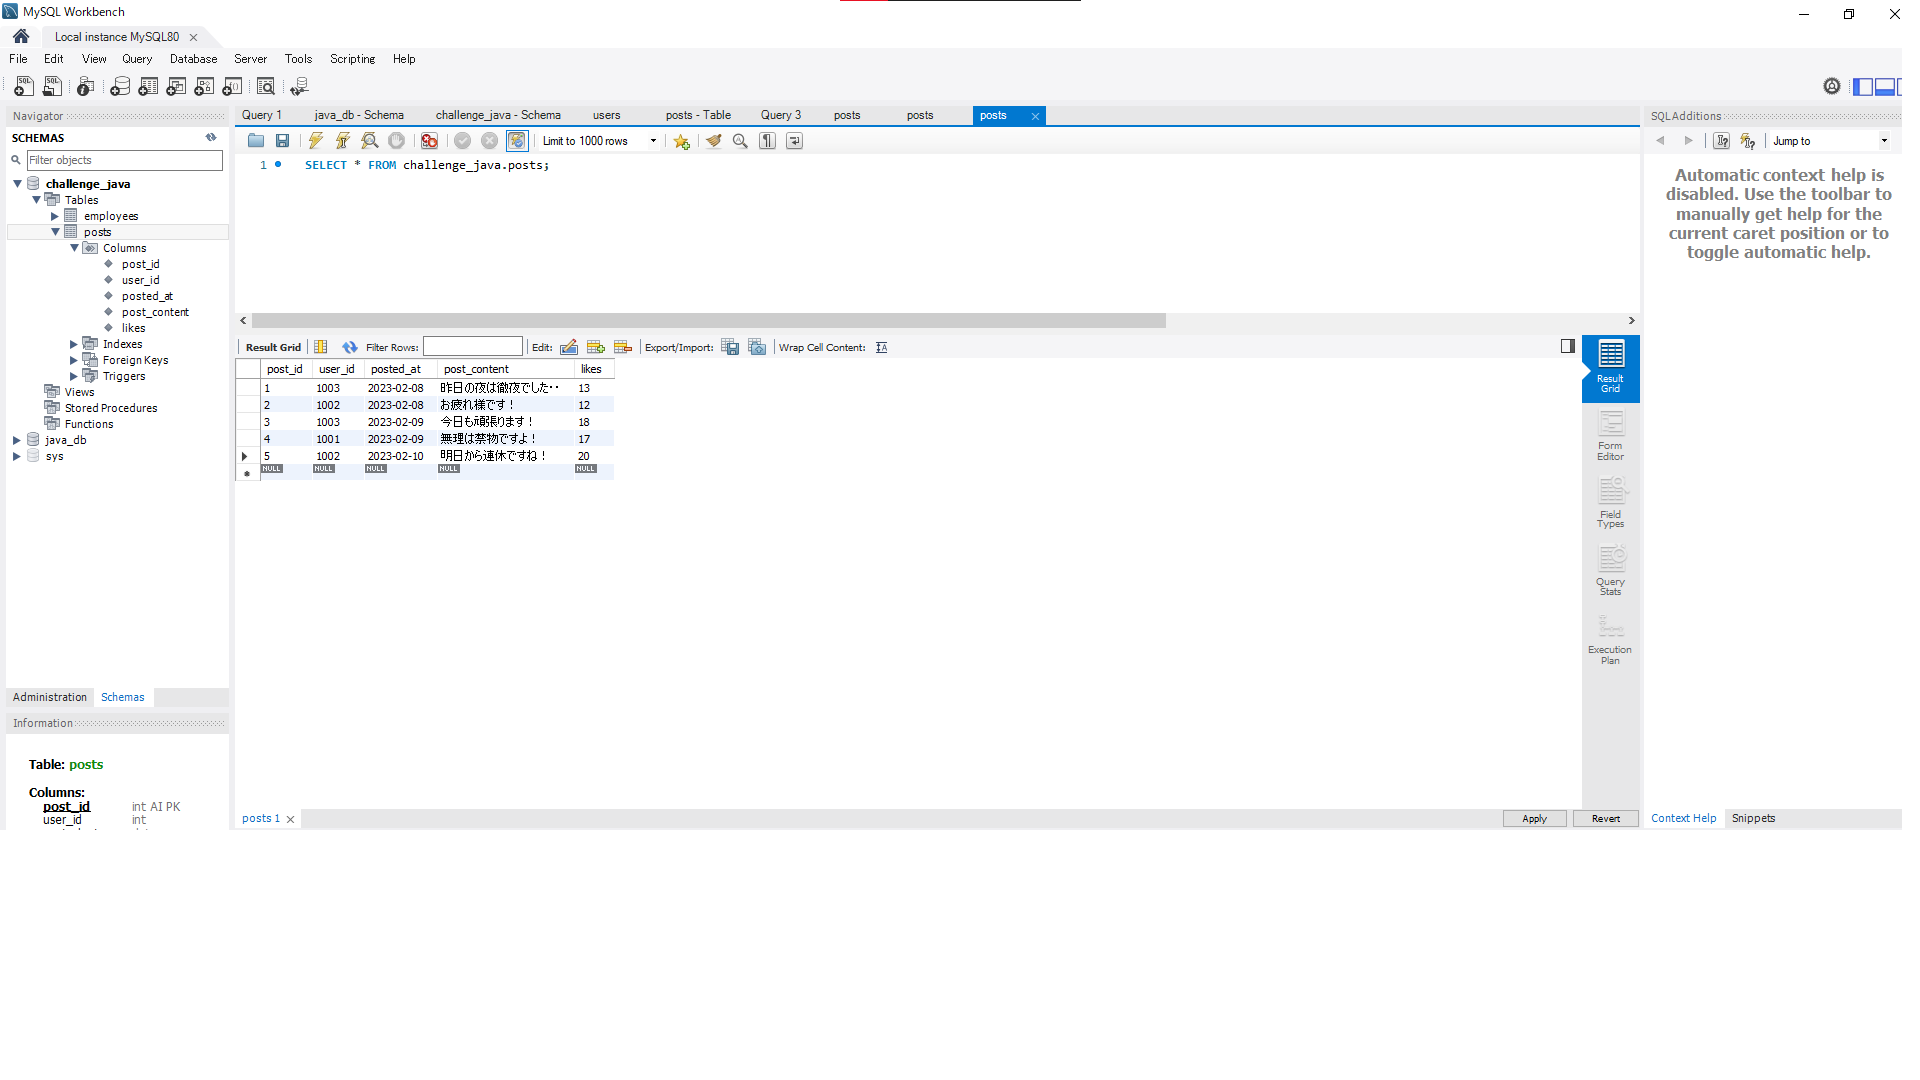 MySQL Workbench
Local instance MySQL80
File Edit View Query Database Server Tools Scripting Help
Navigator
SCHEMAS
Filter objects
challenge_java
Tables
employees
posts
Columns
post_id
user_id
posted_at
post_content
likes
Indexes
Foreign Keys
Triggers
Views
Stored Procedures
Functions
java_db
sys
Administration Schemas
Information
Table: posts
Columns:
post_id int AI PK
user_id int
Query 1 java_db - Schema challenge_java - Schema users posts - Table Query 3 posts posts posts
Limit to 1000 rows
1 SELECT * FROM challenge_java.posts;
Result Grid Filter Rows: Edit: Export/Import: Wrap Cell Content:
post_id user_id posted_at post_content likes
1 1003 2023-02-08 昨日の夜は徹夜でした・・ 13
2 1002 2023-02-08 お疲れ様です！ 12
3 1003 2023-02-09 今日も頑張ります！ 18
4 1001 2023-02-09 無理は禁物ですよ！ 17
5 1002 2023-02-10 明日から連休ですね！ 20
NULL NULL NULL NULL NULL
Result
Grid
Form
Editor
Field
Types
Query
Stats
Execution
Plan
posts 1
Apply Revert
SQLAdditions
Jump to
Automatic context help is
disabled. Use the toolbar to
manually get help for the
current caret position or to
toggle automatic help.
Context Help Snippets